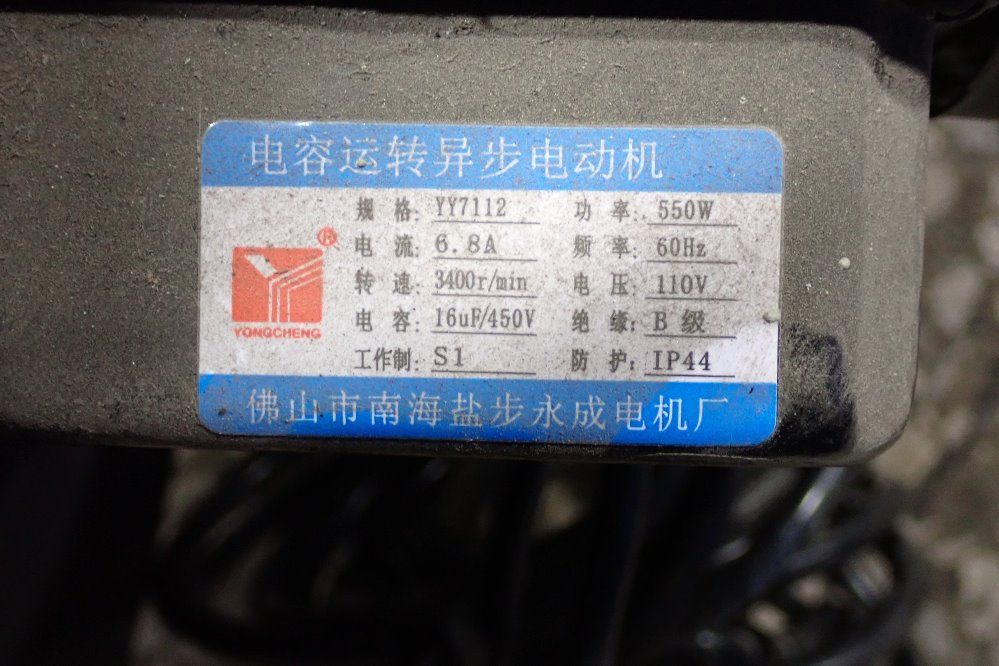 电容运转异步电动机
规格: YY7112 功率: 550W
电流: 6.8A 频率: 60Hz
转速: 3400r/min 电压: 110V
电容: 16uF/450V 绝缘: B级
工作制: S1 防护: IP44
®
YONGCHENG
佛山市南海盐步永成电机厂